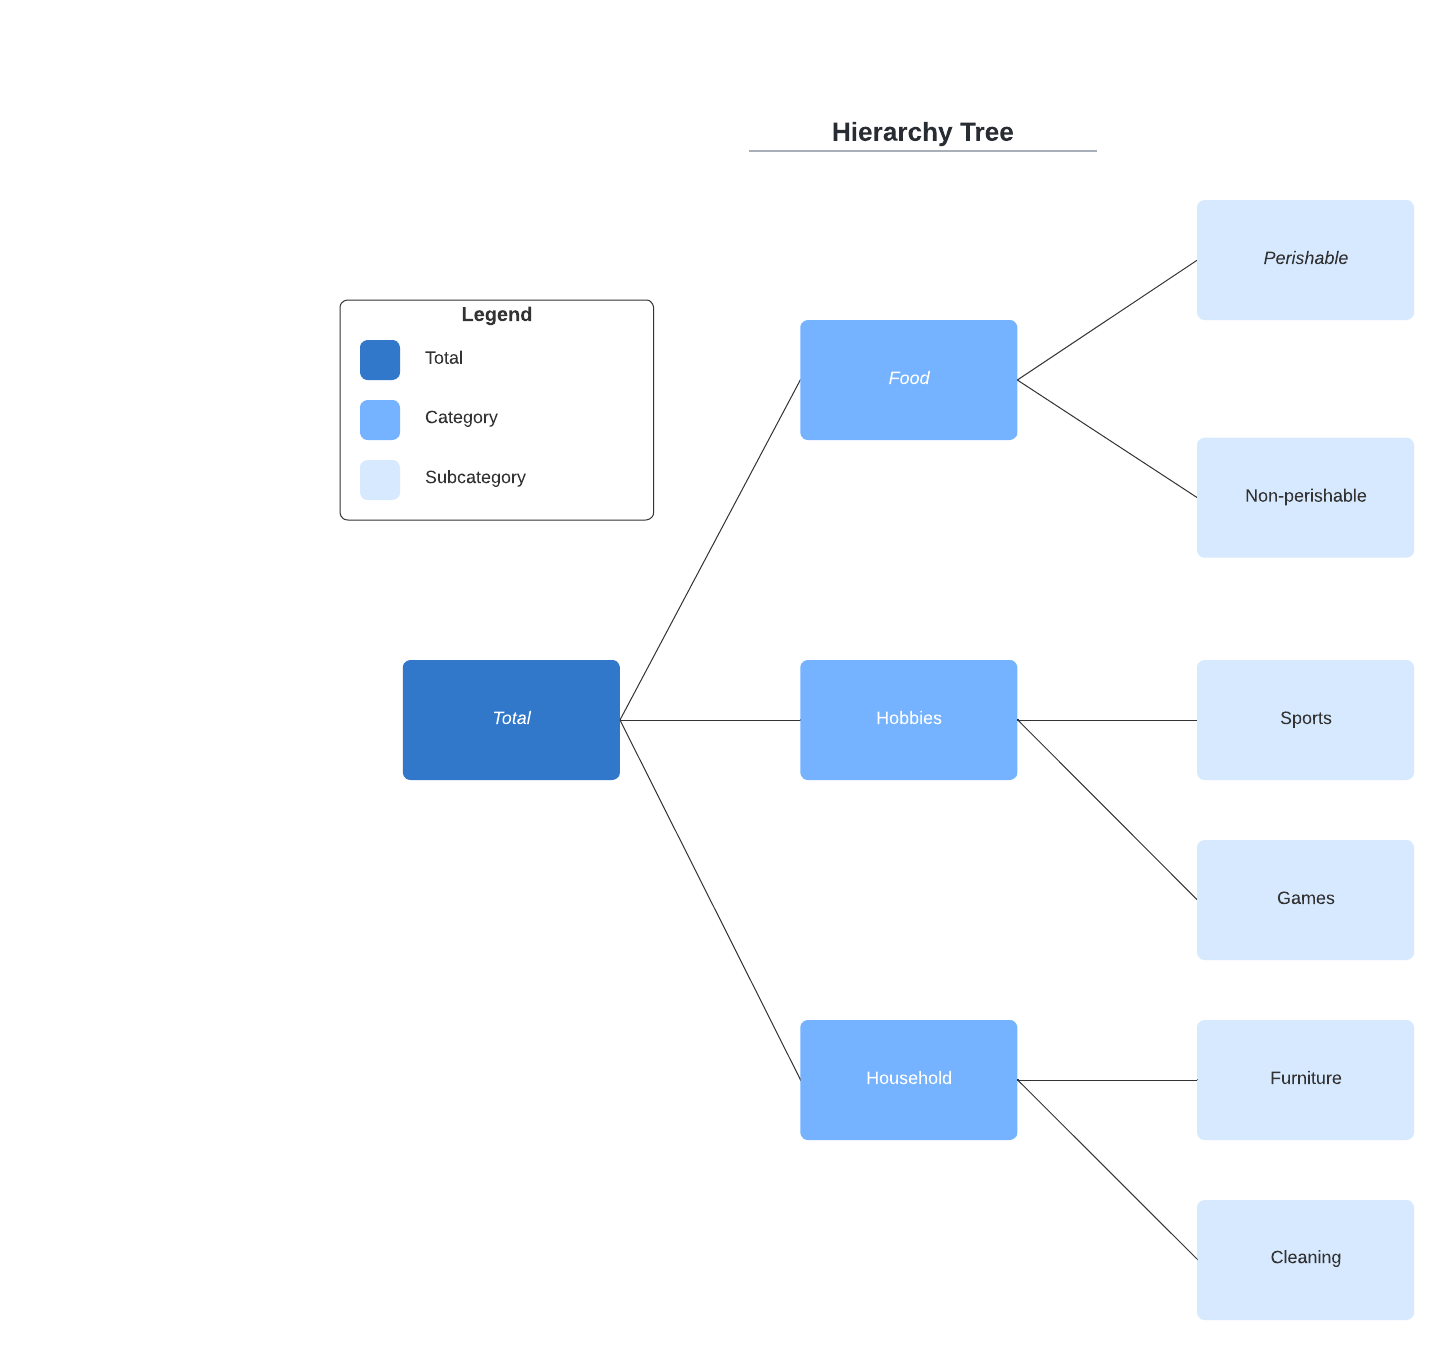 Hierarchy Tree
Legend
Total
Category
Subcategory
Total
Food
Perishable
Non-perishable
Hobbies
Sports
Games
Household
Furniture
Cleaning